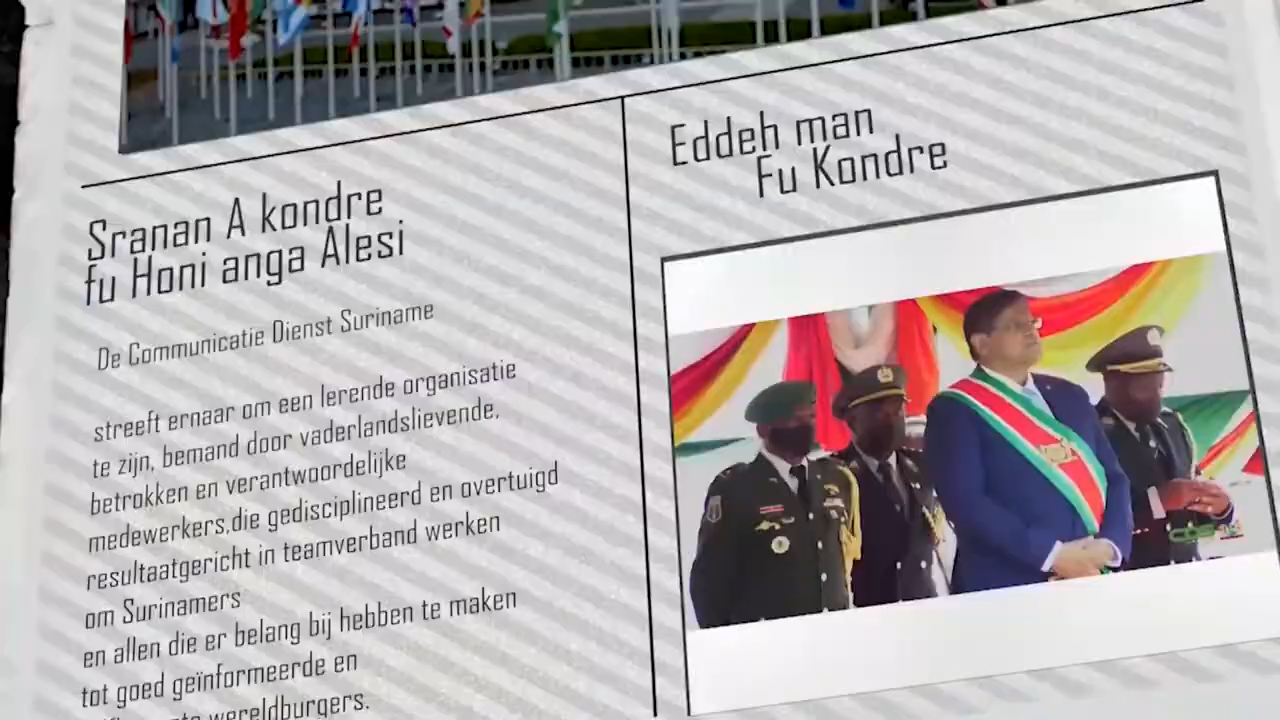 Sranan A kondre
fu Honi anga Alesi
De Communicatie Dienst Suriname
streeft ernaar om een lerende organisatie
te zijn, bemand door vaderlandslievende,
betrokken en verantwoordelijke
medewerkers,die gedisciplineerd en overtuigd
resultaatgericht in teamverband werken
om Surinamers
en allen die er belang bij hebben te maken
tot goed geïnformeerde en
wereldburgers.
Eddeh man
Fu Kondre